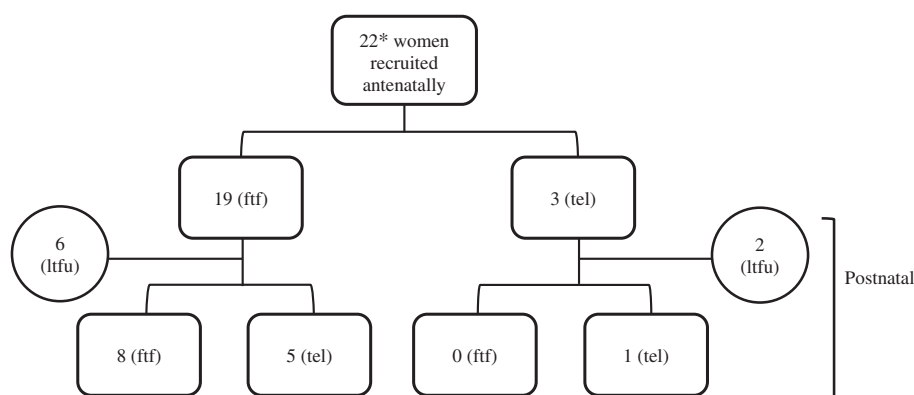 22* women
recruited
antenatally
19 (ftf)
3 (tel)
6
(ltfu)
2
(ltfu)
Postnatal
8 (ftf)
5 (tel)
0 (ftf)
1 (tel)